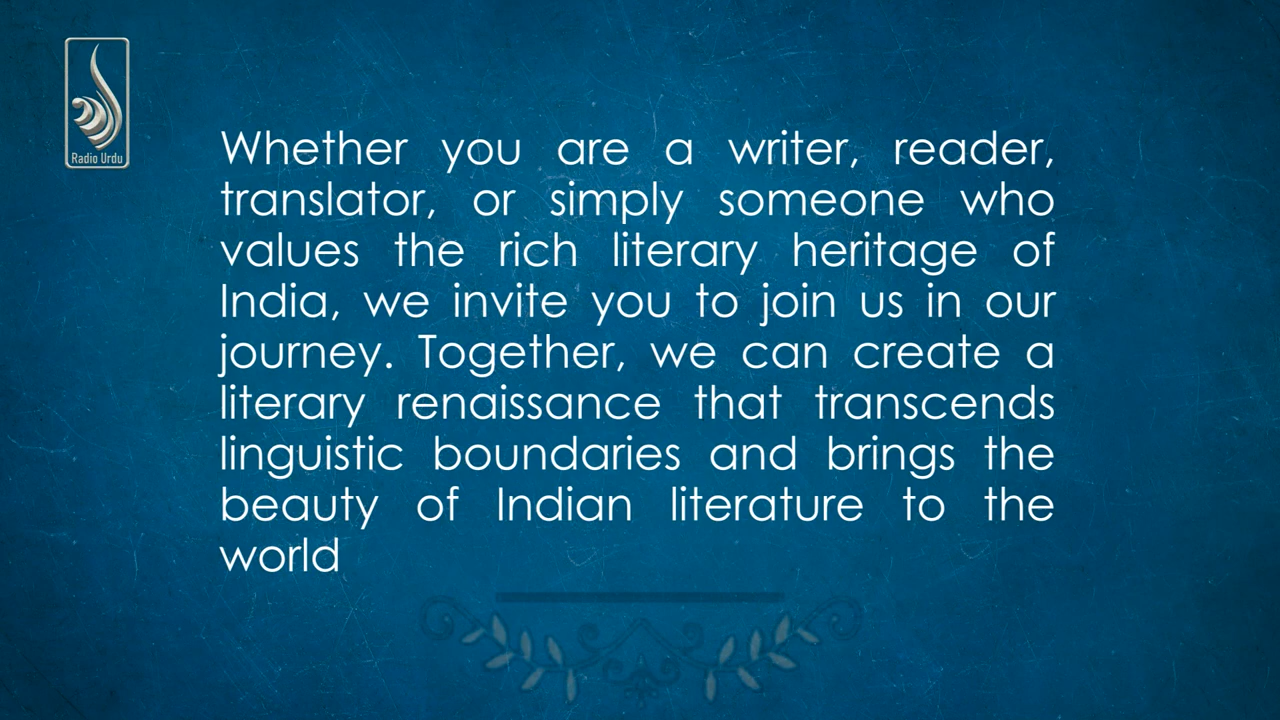 Radio Urdu
Whether you are a writer, reader,
translator, or simply someone who
values the rich literary heritage of
India, we invite you to join us in our
journey. Together, we can create a
literary renaissance that transcends
linguistic boundaries and brings the
beauty of Indian literature to the
world